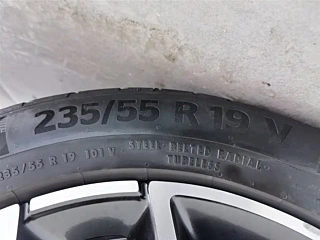 235/55 R 19 V
235/55 R 19 101 V STEEL BELTED RADIAL
TUBELESS